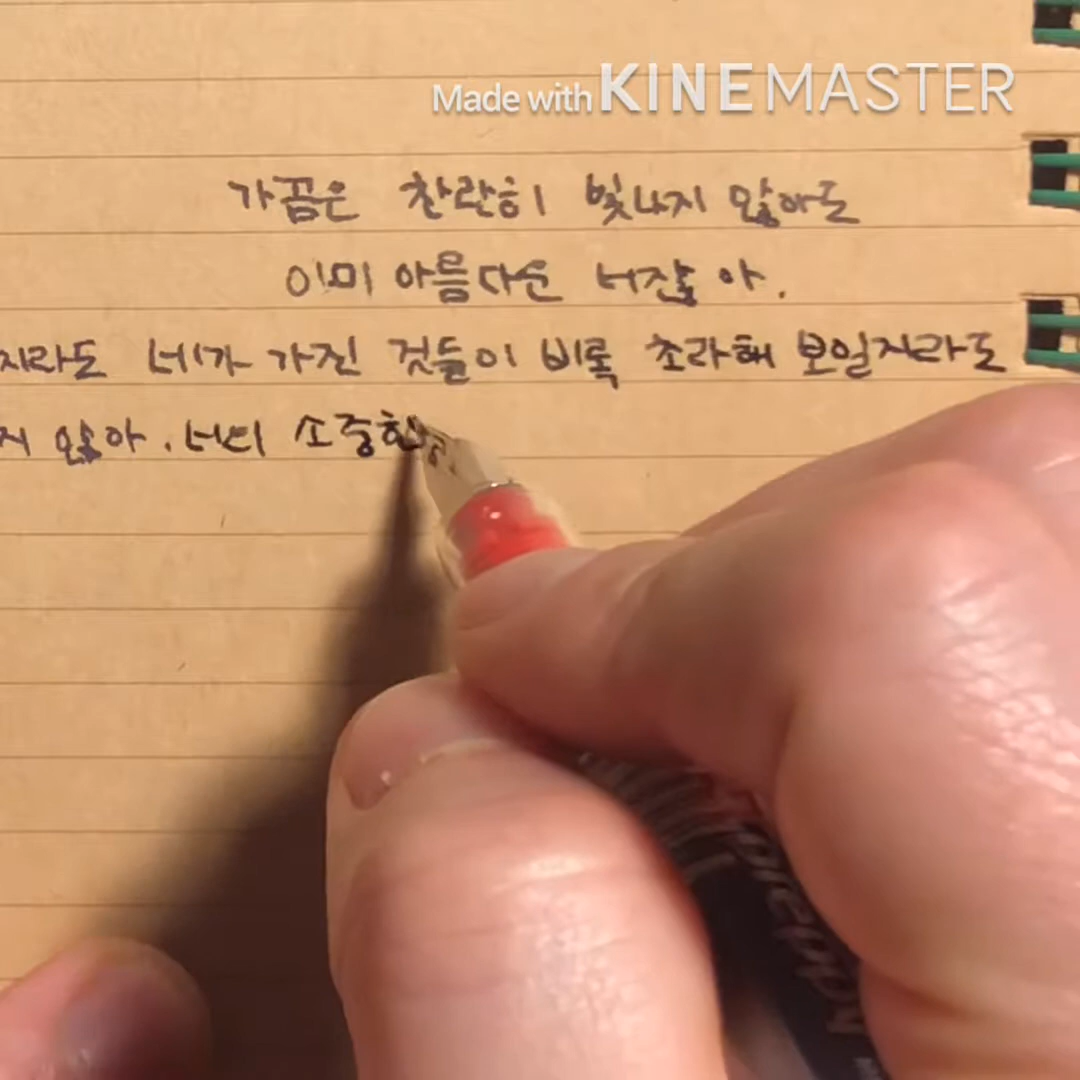 Made with KINEMASTER
가끔은 찬란히 빛나지 않아도
이미 아름다운 너잖아.
지라도 네가 가진 것들이 비록 초라해 보일지라도
지 않아. 너의 소중한